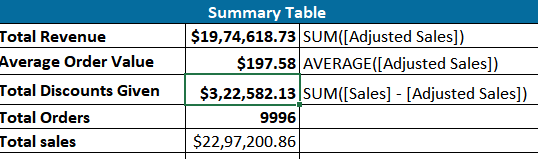 Summary Table
Total Revenue $19,74,618.73 SUM([Adjusted Sales])
Average Order Value $197.58 AVERAGE([Adjusted Sales])
Total Discounts Given $3,22,582.13 SUM([Sales] - [Adjusted Sales])
Total Orders 9996
Total sales $22,97,200.86